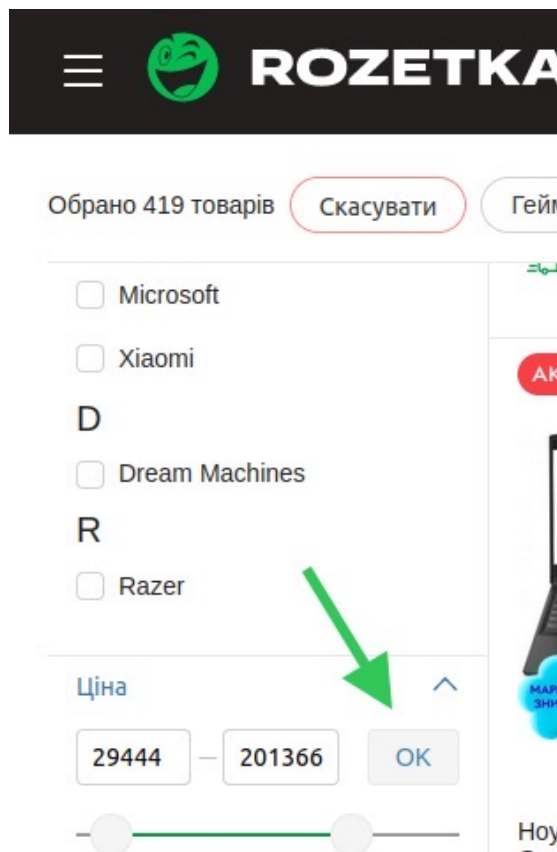 ROZETKA
Обрано 419 товарів Скасувати
Microsoft
Xiaomi
D
Dream Machines
R
Razer
Ціна
29444 – 201366 OK